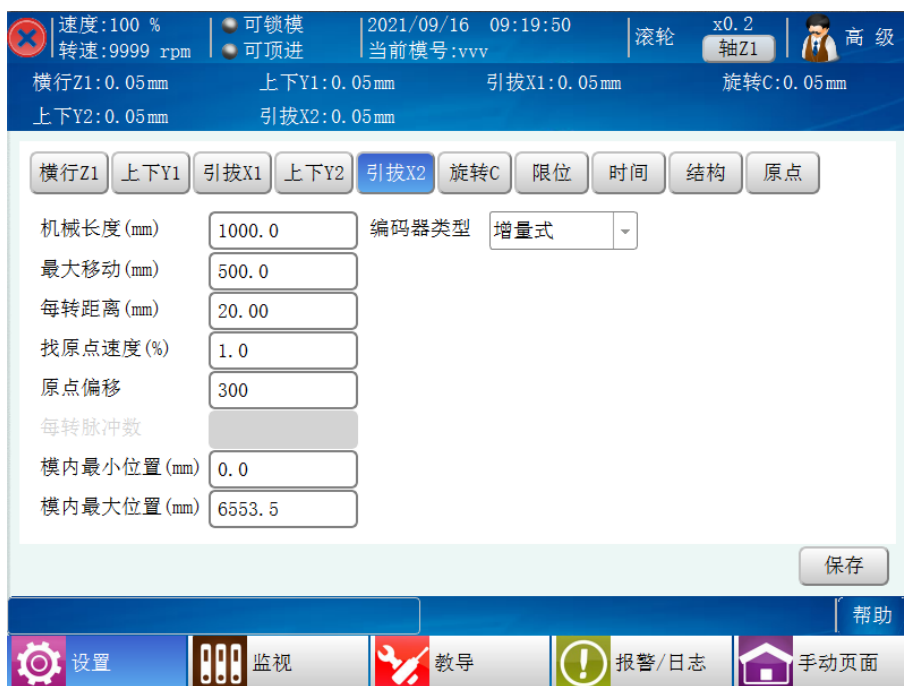 速度:100 % 可锁模 2021/09/16 09:19:50 滚轮 x0.2 高 级
转速:9999 rpm 可顶进 当前模号:vvv 轴Z1
横行Z1:0.05mm 上下Y1:0.05mm 引拔X1:0.05mm 旋转C:0.05mm
上下Y2:0.05mm 引拔X2:0.05mm
横行Z1 上下Y1 引拔X1 上下Y2 引拔X2 旋转C 限位 时间 结构 原点
机械长度(mm) 1000.0 编码器类型 增量式
最大移动(mm) 500.0
每转距离(mm) 20.00
找原点速度(%) 1.0
原点偏移 300
每转脉冲数
模内最小位置(mm) 0.0
模内最大位置(mm) 6553.5
保存
帮助
设置 监视 教导 报警/日志 手动页面